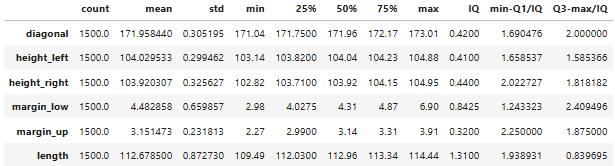 count mean std min 25% 50% 75% max IQ min-Q1/IQ Q3-max/IQ
diagonal 1500.0 171.958440 0.305195 171.04 171.7500 171.96 172.17 173.01 0.4200 1.690476 2.000000
height_left 1500.0 104.029533 0.299462 103.14 103.8200 104.04 104.23 104.88 0.4100 1.658537 1.585366
height_right 1500.0 103.920307 0.325627 102.82 103.7100 103.92 104.15 104.95 0.4400 2.022727 1.818182
margin_low 1500.0 4.482858 0.659857 2.98 4.0275 4.31 4.87 6.90 0.8425 1.243323 2.409496
margin_up 1500.0 3.151473 0.231813 2.27 2.9900 3.14 3.31 3.91 0.3200 2.250000 1.875000
length 1500.0 112.678500 0.872730 109.49 112.0300 112.96 113.34 114.44 1.3100 1.938931 0.839695